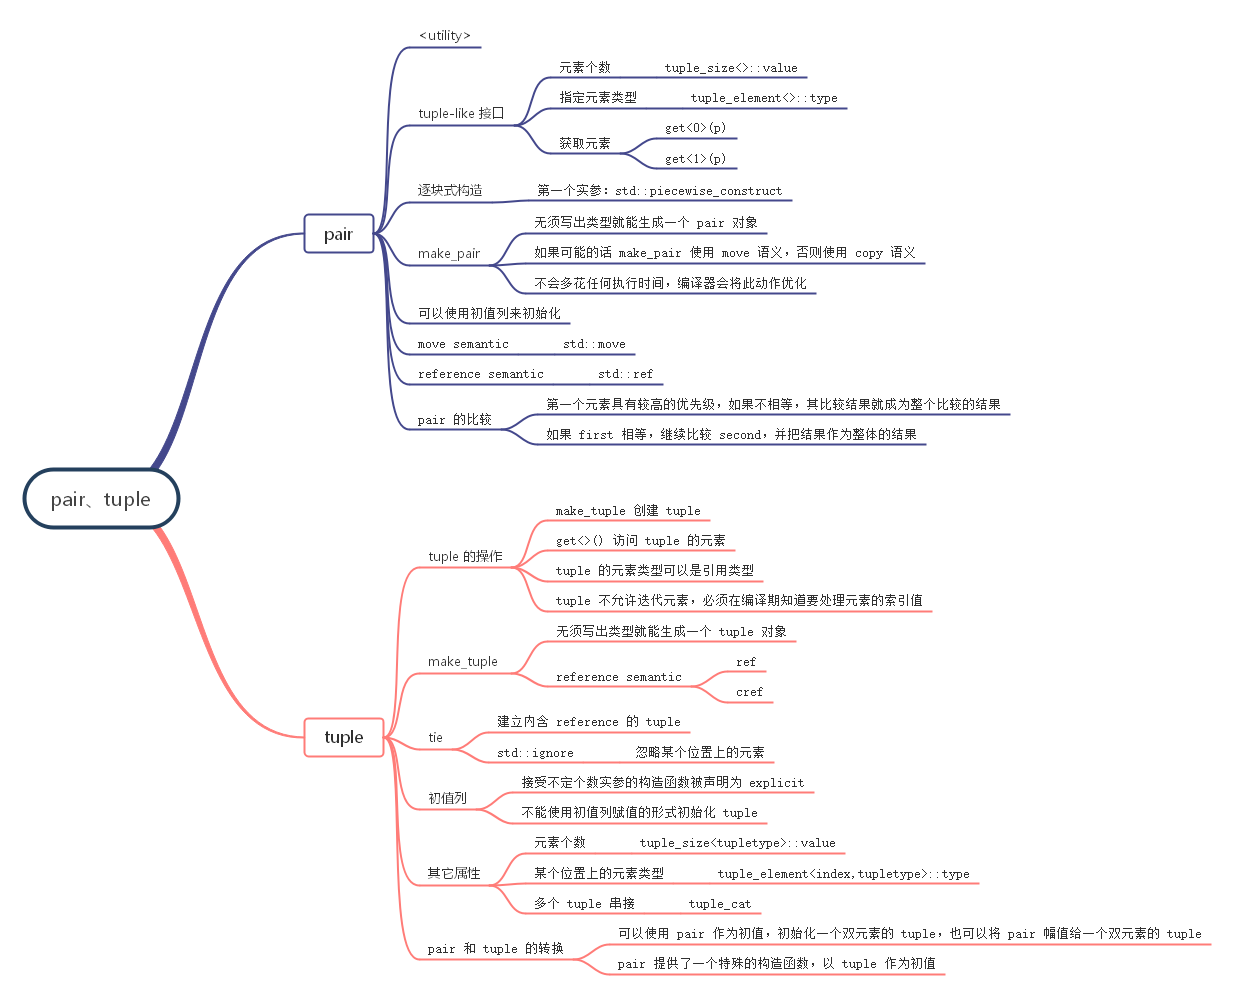 pair、tuple
pair
<utility>
tuple-like 接口
元素个数
tuple_size<>::value
指定元素类型
tuple_element<>::type
获取元素
get<0>(p)
get<1>(p)
逐块式构造
第一个实参：std::piecewise_construct
make_pair
无须写出类型就能生成一个 pair 对象
如果可能的话 make_pair 使用 move 语义，否则使用 copy 语义
不会多花任何执行时间，编译器会将此动作优化
可以使用初值列来初始化
move semantic
std::move
reference semantic
std::ref
pair 的比较
第一个元素具有较高的优先级，如果不相等，其比较结果就成为整个比较的结果
如果 first 相等，继续比较 second，并把结果作为整体的结果
tuple
tuple 的操作
make_tuple 创建 tuple
get<>() 访问 tuple 的元素
tuple 的元素类型可以是引用类型
tuple 不允许迭代元素，必须在编译期知道要处理元素的索引值
make_tuple
无须写出类型就能生成一个 tuple 对象
reference semantic
ref
cref
tie
建立内含 reference 的 tuple
std::ignore
忽略某个位置上的元素
初值列
接受不定个数实参的构造函数被声明为 explicit
不能使用初值列赋值的形式初始化 tuple
其它属性
元素个数
tuple_size<tupletype>::value
某个位置上的元素类型
tuple_element<index,tupletype>::type
多个 tuple 串接
tuple_cat
pair 和 tuple 的转换
可以使用 pair 作为初值，初始化一个双元素的 tuple，也可以将 pair 幅值给一个双元素的 tuple
pair 提供了一个特殊的构造函数，以 tuple 作为初值